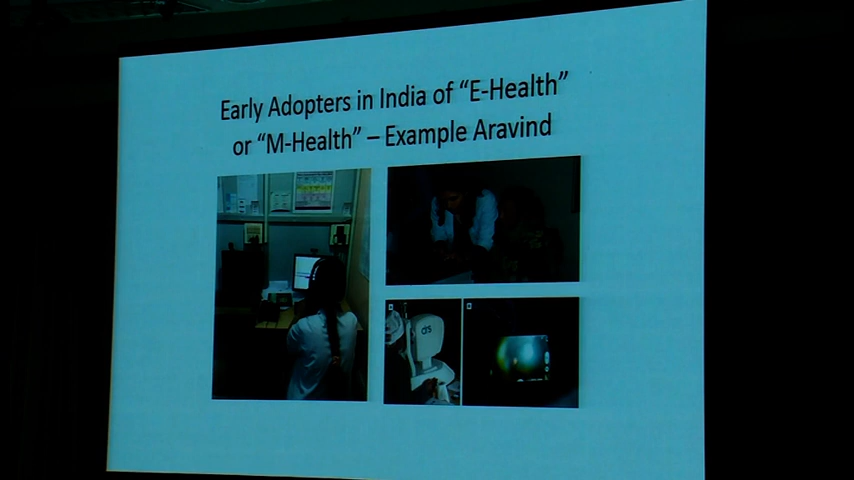 Early Adopters in India of “E-Health”
or “M-Health” – Example Aravind